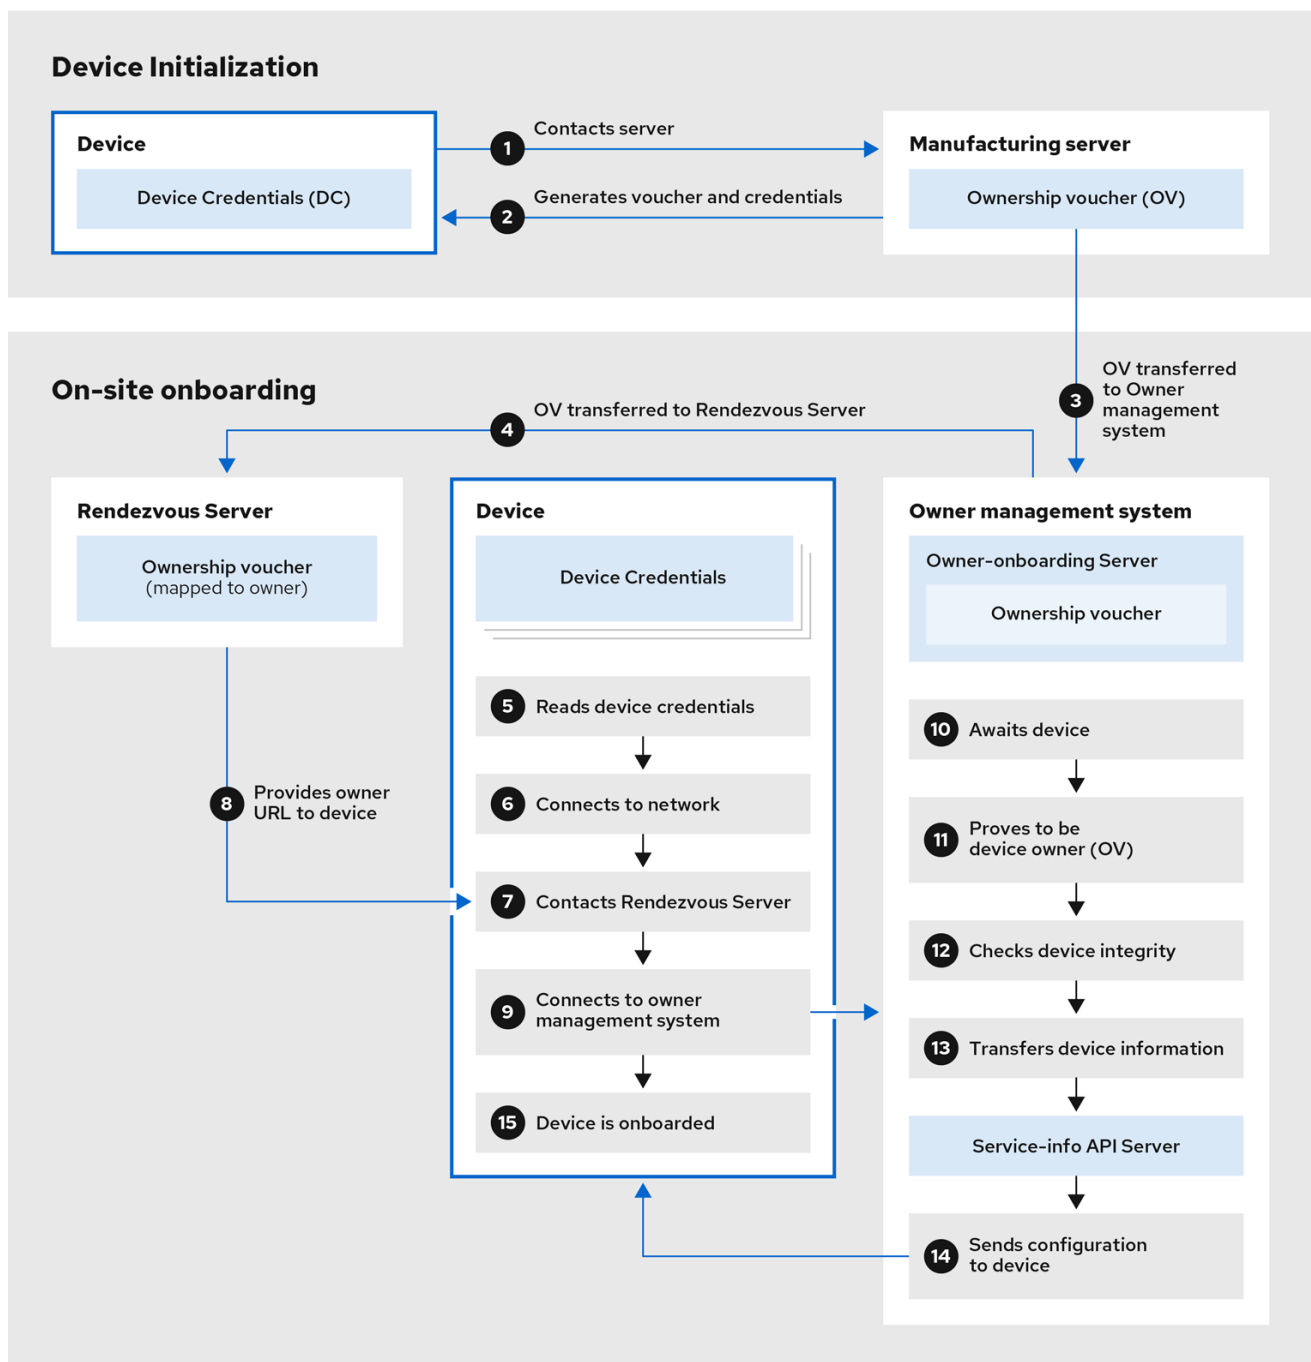 Device Initialization
Device
Device Credentials (DC)
1
Contacts server
2
Generates voucher and credentials
Manufacturing server
Ownership voucher (OV)
On-site onboarding
3
OV transferred
to Owner
management
system
4
OV transferred to Rendezvous Server
Rendezvous Server
Ownership voucher
(mapped to owner)
8
Provides owner
URL to device
Device
Device Credentials
5
Reads device credentials
6
Connects to network
7
Contacts Rendezvous Server
9
Connects to owner
management system
15
Device is onboarded
Owner management system
Owner-onboarding Server
Ownership voucher
10
Awaits device
11
Proves to be
device owner (OV)
12
Checks device integrity
13
Transfers device information
Service-info API Server
14
Sends configuration
to device